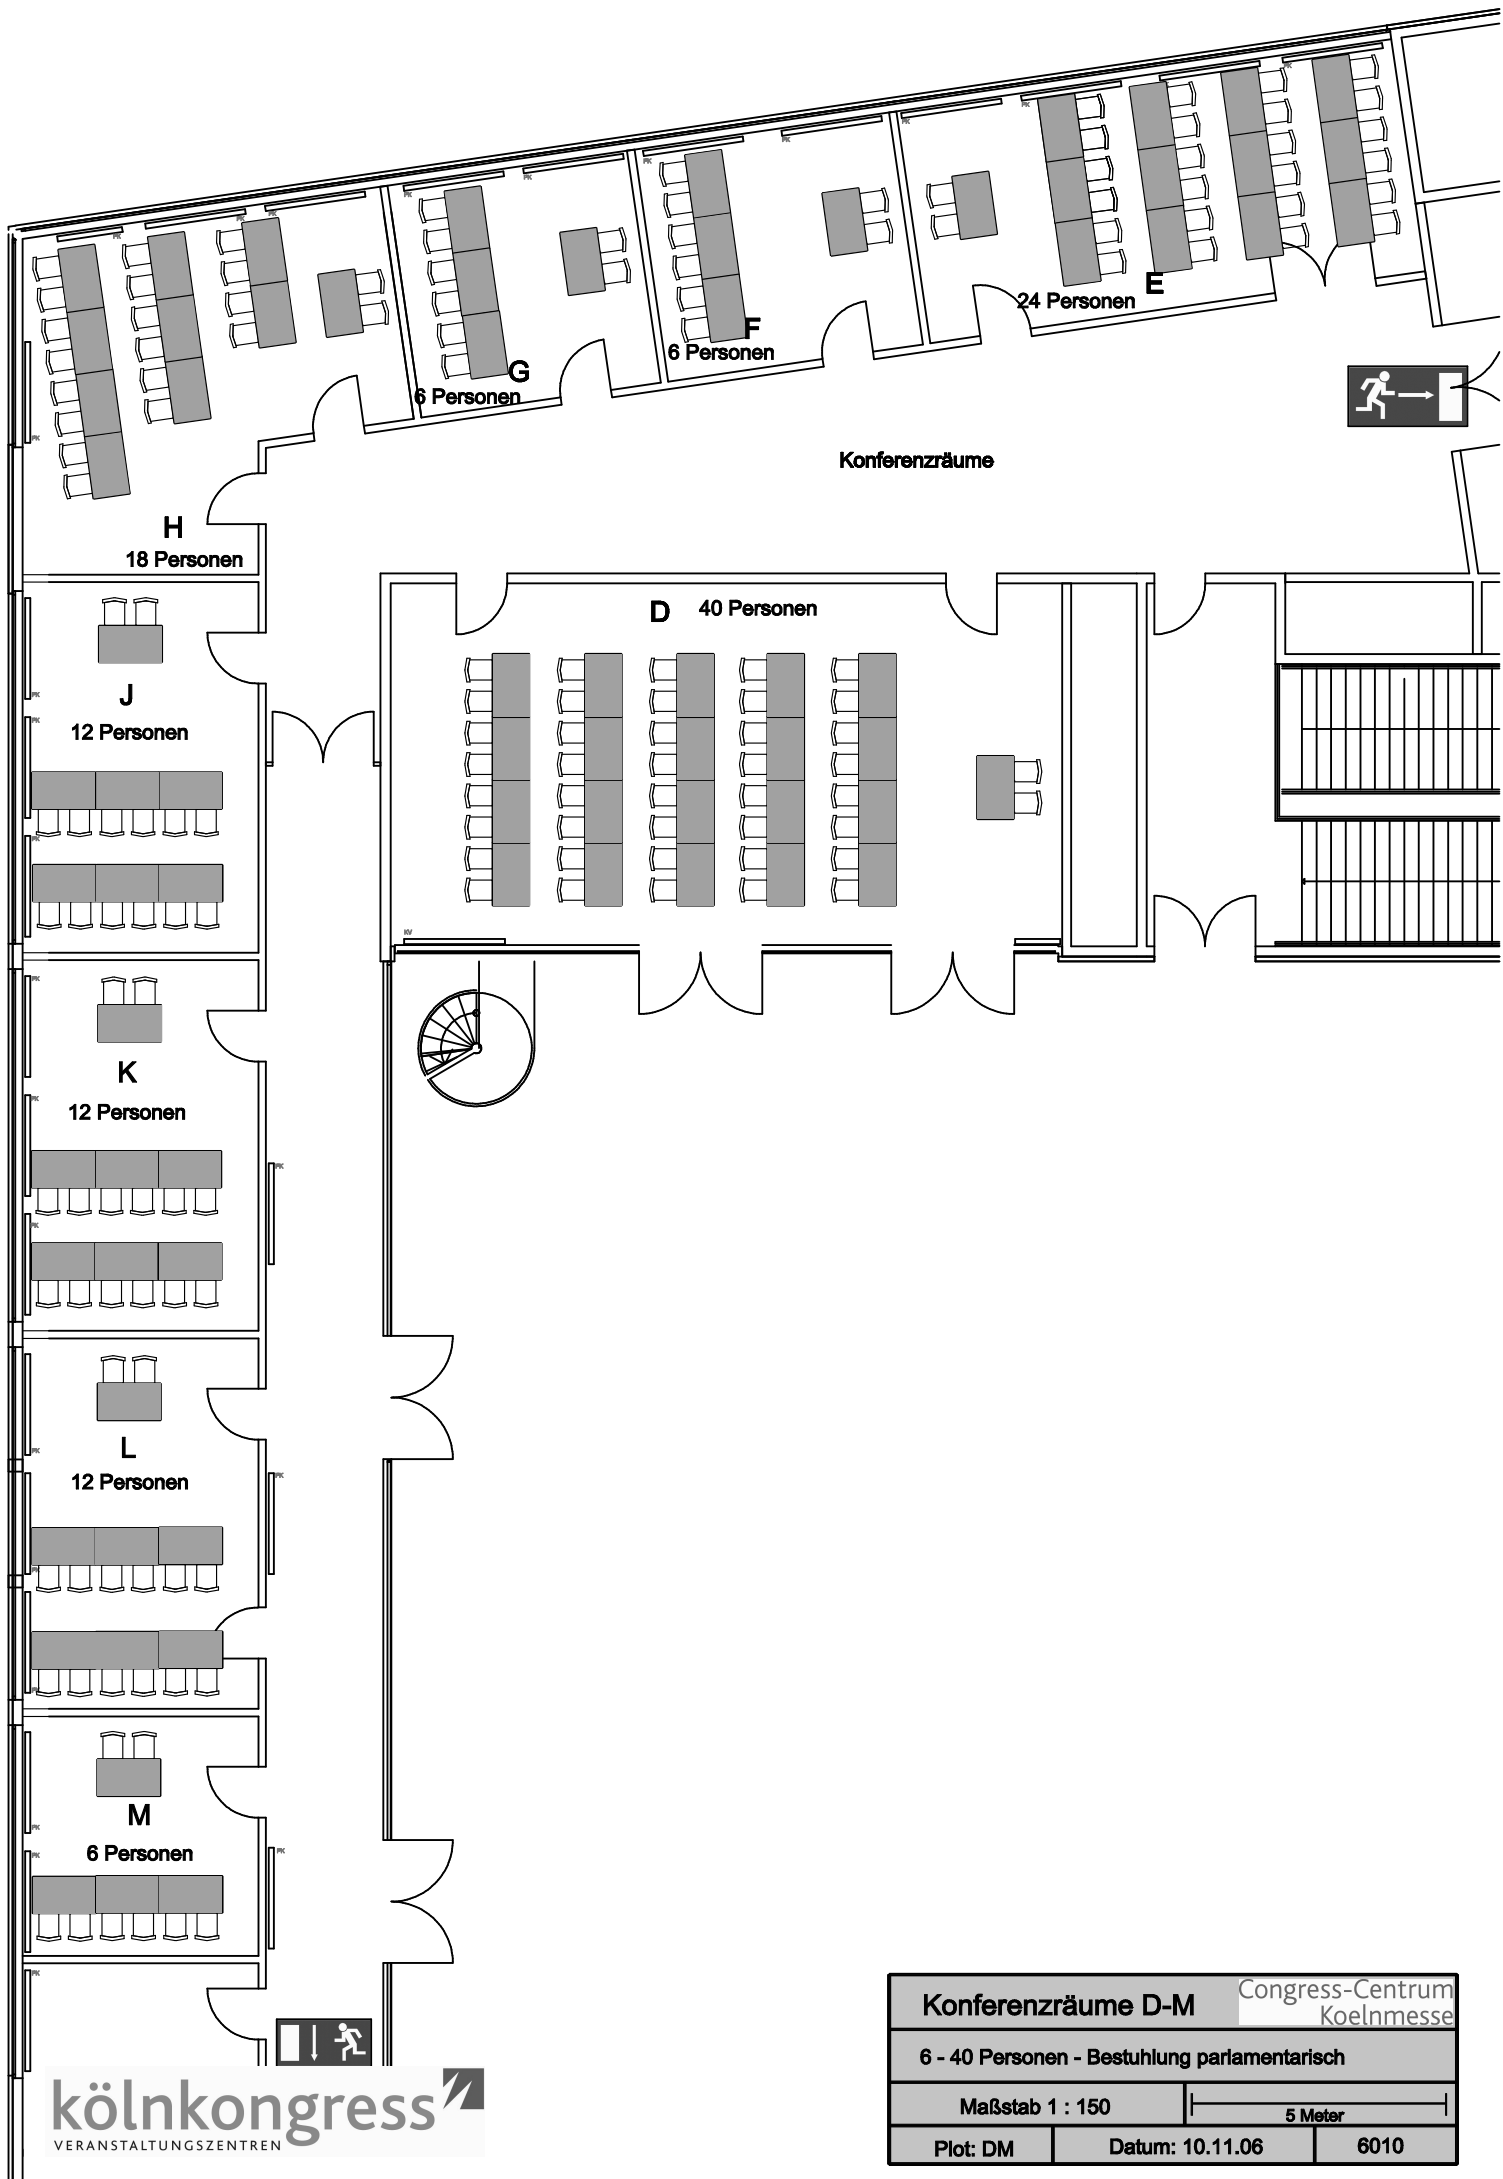 E
24 Personen
F
6 Personen
G
6 Personen
Konferenzräume
H
18 Personen
D 40 Personen
J
12 Personen
KV
K
12 Personen
L
12 Personen
M
6 Personen
Konferenzräume D-M
Congress-Centrum
Koelnmesse
6 - 40 Personen - Bestuhlung parlamentarisch
Maßstab 1 : 150
5 Meter
Plot: DM
Datum: 10.11.06
6010
kölnkongress
VERANSTALTUNGSZENTREN